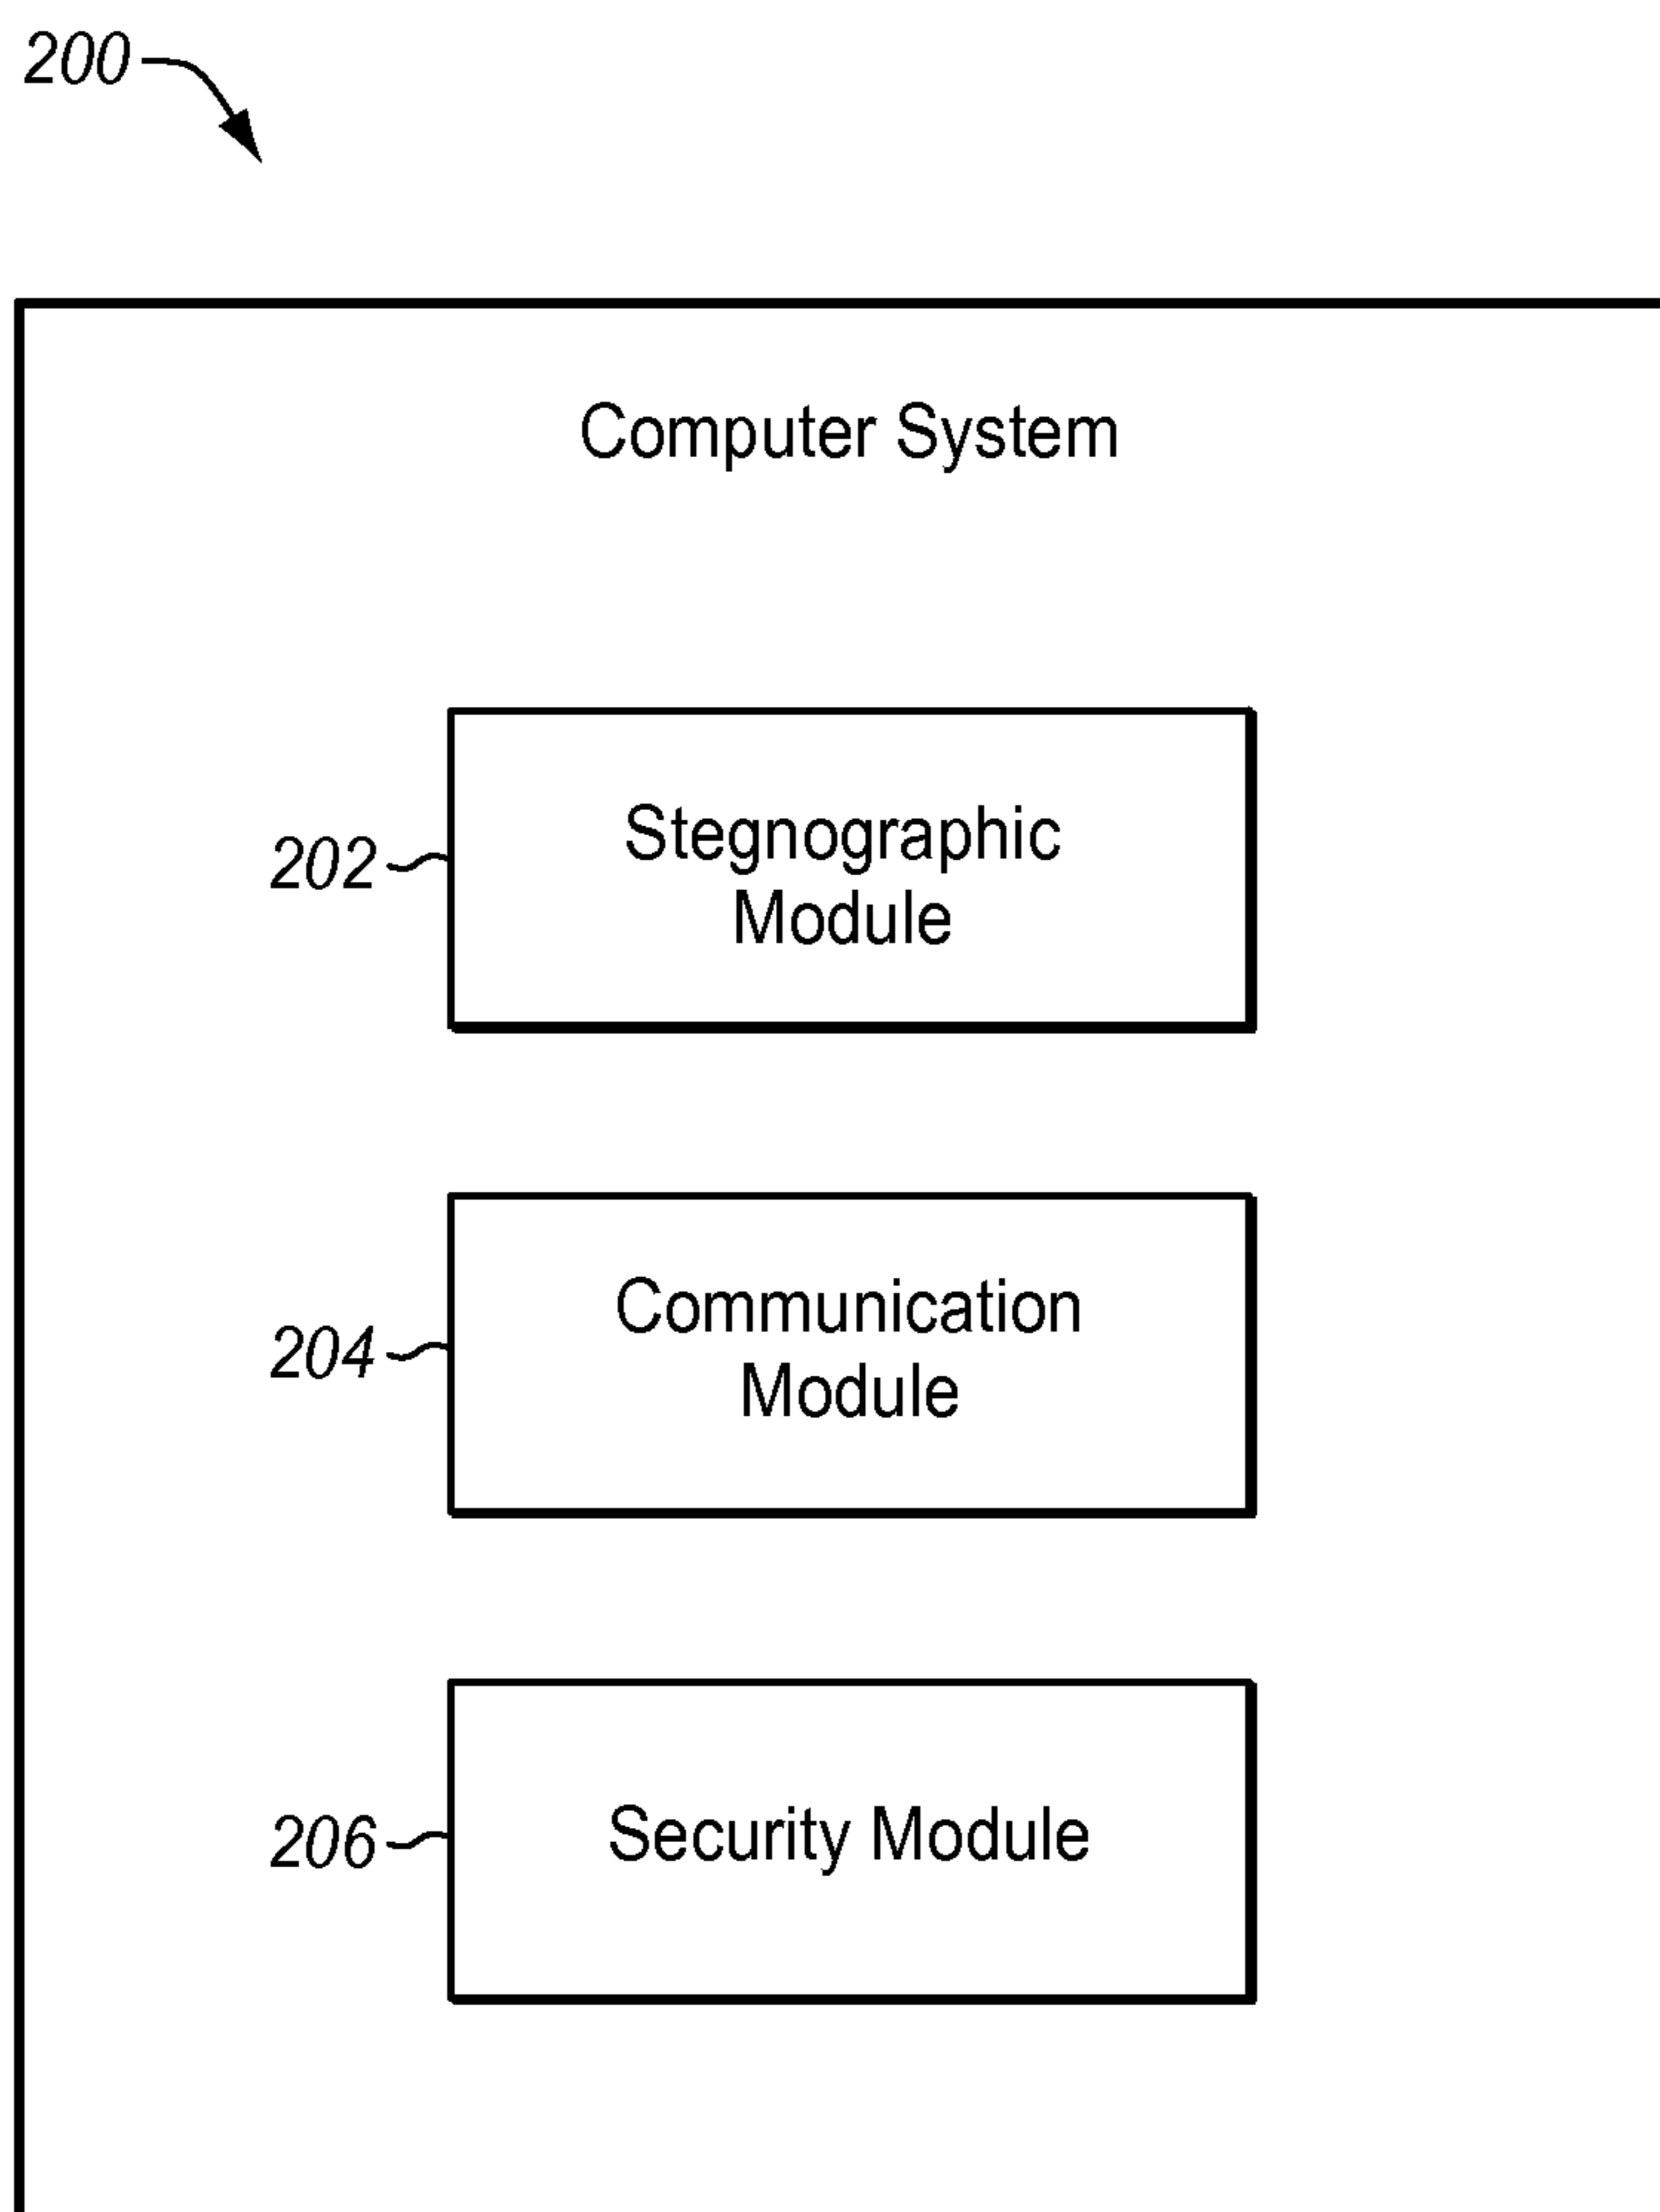 200
Computer System
202
Stegnographic
Module
204
Communication
Module
206
Security Module